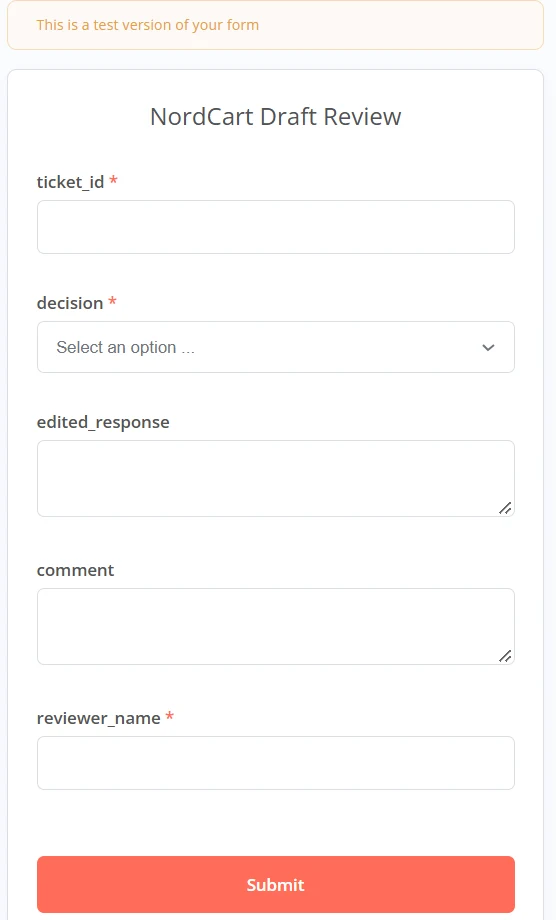 This is a test version of your form
NordCart Draft Review
ticket_id *
decision *
Select an option ...
edited_response
comment
reviewer_name *
Submit